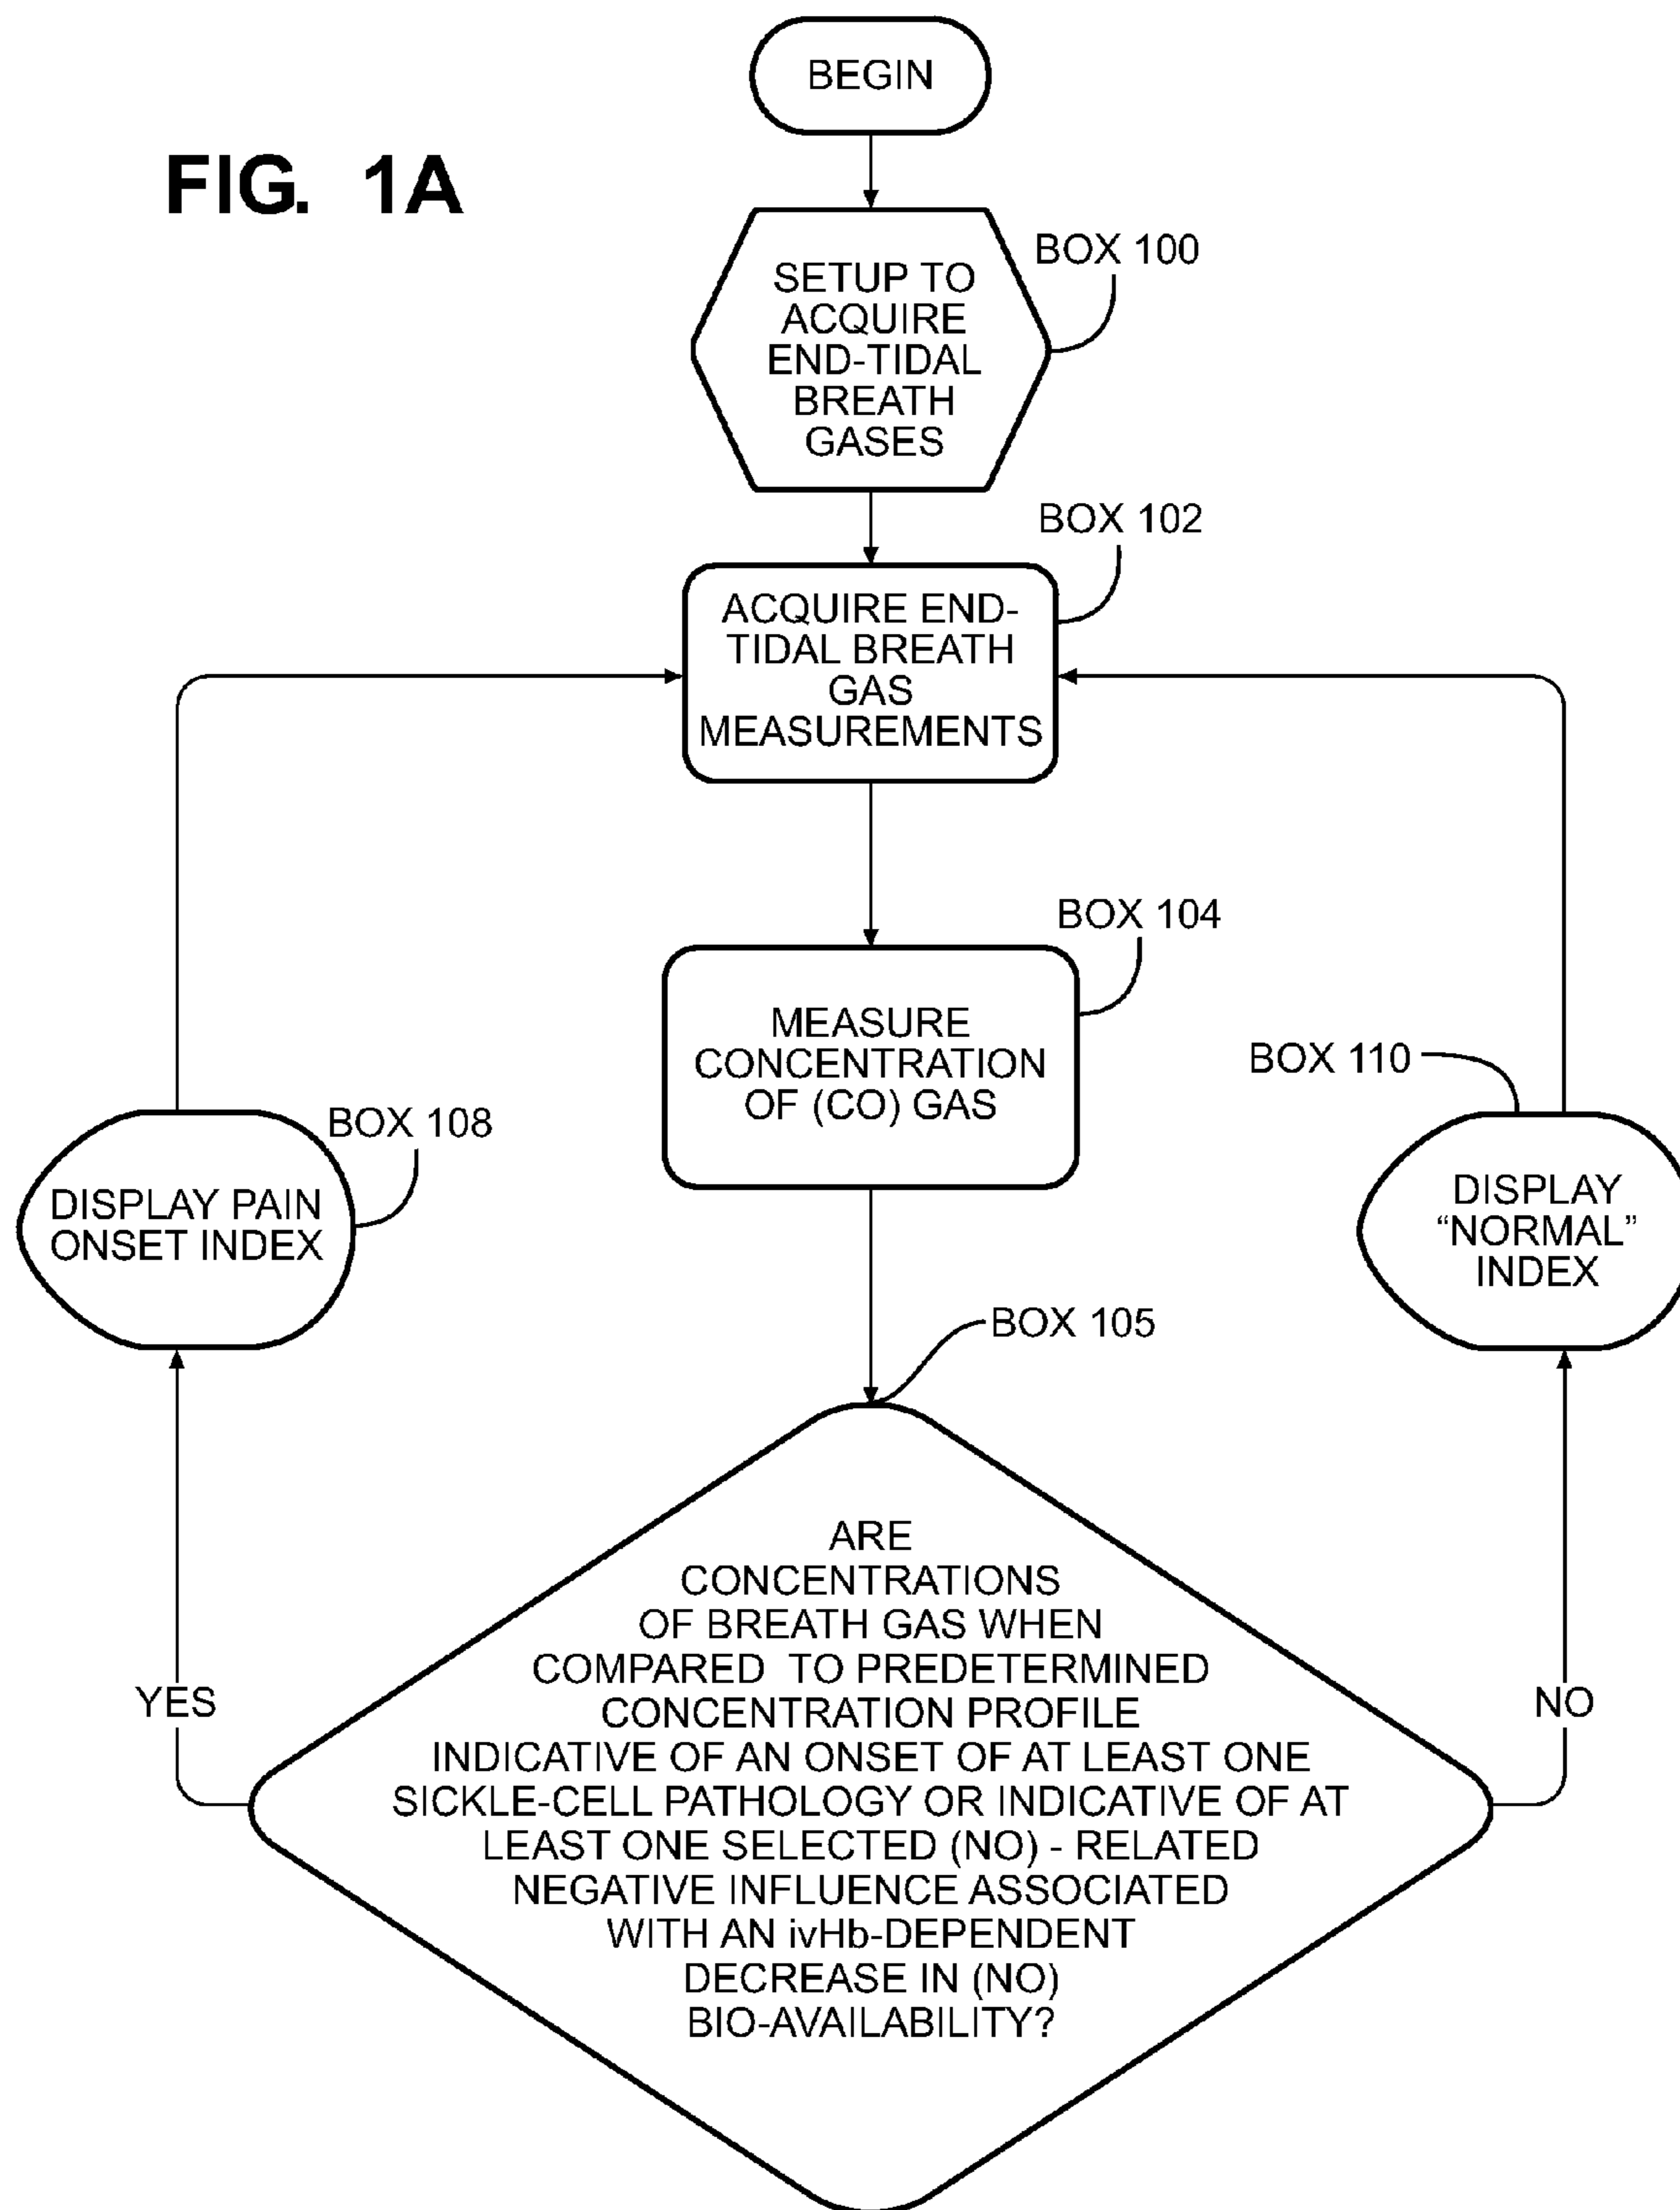 BEGIN
FIG. 1A
BOX 100
SETUP TO
ACQUIRE
END-TIDAL
BREATH
GASES
BOX 102
ACQUIRE END-
TIDAL BREATH
GAS
MEASUREMENTS
BOX 104
MEASURE
CONCENTRATION
OF (CO) GAS
BOX 110
BOX 108
DISPLAY PAIN
ONSET INDEX
DISPLAY
“NORMAL”
INDEX
BOX 105
ARE
CONCENTRATIONS
OF BREATH GAS WHEN
COMPARED TO PREDETERMINED
CONCENTRATION PROFILE
INDICATIVE OF AN ONSET OF AT LEAST ONE
SICKLE-CELL PATHOLOGY OR INDICATIVE OF AT
LEAST ONE SELECTED (NO) - RELATED
NEGATIVE INFLUENCE ASSOCIATED
WITH AN ivHb-DEPENDENT
DECREASE IN (NO)
BIO-AVAILABILITY?
YES
NO